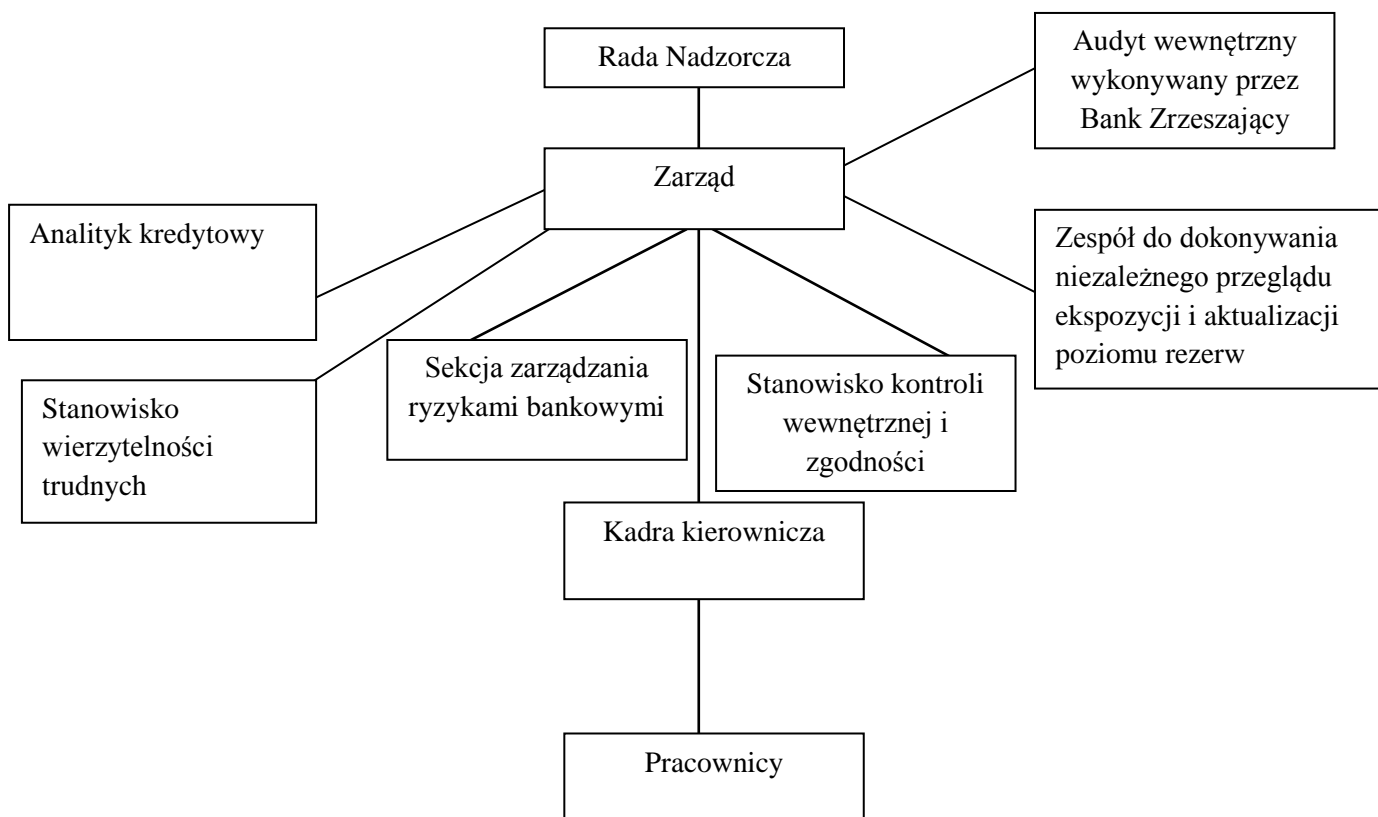 Rada Nadzorcza
Audyt wewnętrzny
wykonywany przez
Bank Zrzeszający
Zarząd
Analityk kredytowy
Zespół do dokonywania
niezależnego przeglądu
ekspozycji i aktualizacji
poziomu rezerw
Sekcja zarządzania
ryzykami bankowymi
Stanowisko kontroli
wewnętrznej i
zgodności
Stanowisko
wierzytelności
trudnych
Kadra kierownicza
Pracownicy